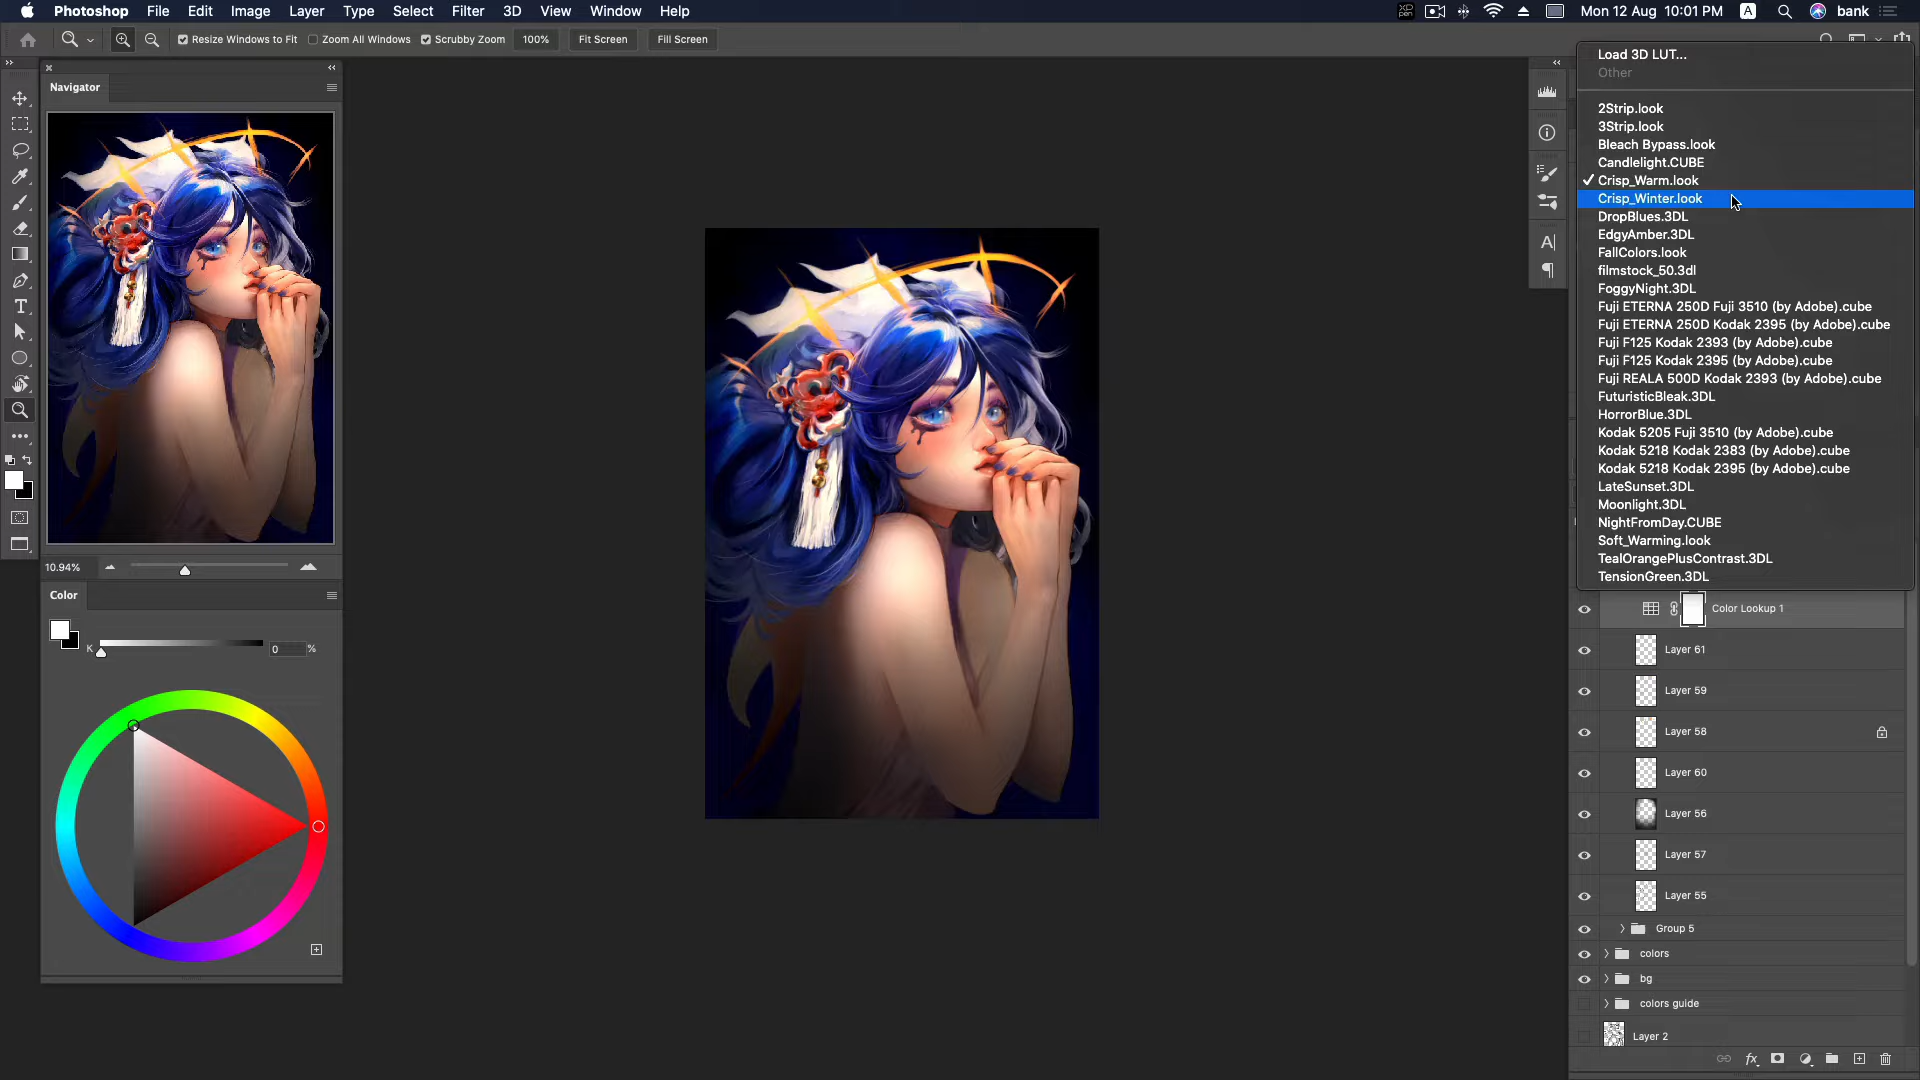 Photoshop File Edit Image Layer Type Select Filter 3D View Window Help
Mon 12 Aug 10:01 PM A bank
Resize Windows to Fit Zoom All Windows Scrubby Zoom 100% Fit Screen Fill Screen
Navigator
10.94%
Color
K 0 %
Load 3D LUT...
Other
2Strip.look
3Strip.look
Bleach Bypass.look
Candlelight.CUBE
Crisp_Warm.look
Crisp_Winter.look
DropBlues.3DL
EdgyAmber.3DL
FallColors.look
filmstock_50.3dl
FoggyNight.3DL
Fuji ETERNA 250D Fuji 3510 (by Adobe).cube
Fuji ETERNA 250D Kodak 2395 (by Adobe).cube
Fuji F125 Kodak 2393 (by Adobe).cube
Fuji F125 Kodak 2395 (by Adobe).cube
Fuji REALA 500D Kodak 2393 (by Adobe).cube
FuturisticBleak.3DL
HorrorBlue.3DL
Kodak 5205 Fuji 3510 (by Adobe).cube
Kodak 5218 Kodak 2383 (by Adobe).cube
Kodak 5218 Kodak 2395 (by Adobe).cube
LateSunset.3DL
Moonlight.3DL
NightFromDay.CUBE
Soft_Warming.look
TealOrangePlusContrast.3DL
TensionGreen.3DL
Color Lookup 1
Layer 61
Layer 59
Layer 58
Layer 60
Layer 56
Layer 57
Layer 55
Group 5
colors
bg
colors guide
Layer 2
fx